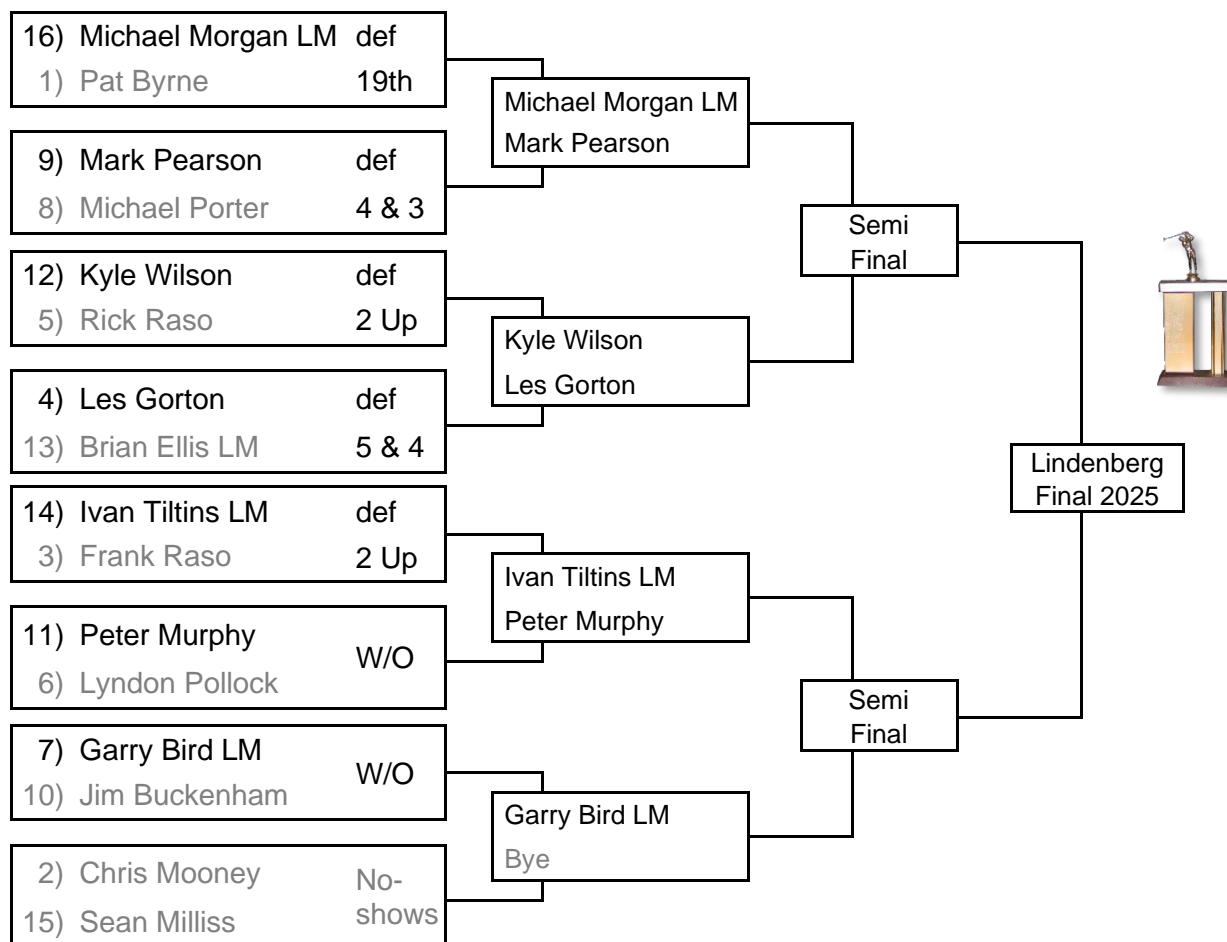 16) Michael Morgan LM def
1) Pat Byrne 19th
9) Mark Pearson def
8) Michael Porter 4 & 3
12) Kyle Wilson def
5) Rick Raso 2 Up
4) Les Gorton def
13) Brian Ellis LM 5 & 4
14) Ivan Tiltins LM def
3) Frank Raso 2 Up
11) Peter Murphy
W/O
6) Lyndon Pollock
7) Garry Bird LM
W/O
10) Jim Buckenham
2) Chris Mooney
No-
shows
15) Sean Milliss
Michael Morgan LM
Mark Pearson
Kyle Wilson
Les Gorton
Ivan Tiltins LM
Peter Murphy
Garry Bird LM
Bye
Semi
Final
Semi
Final
Lindenberg
Final 2025